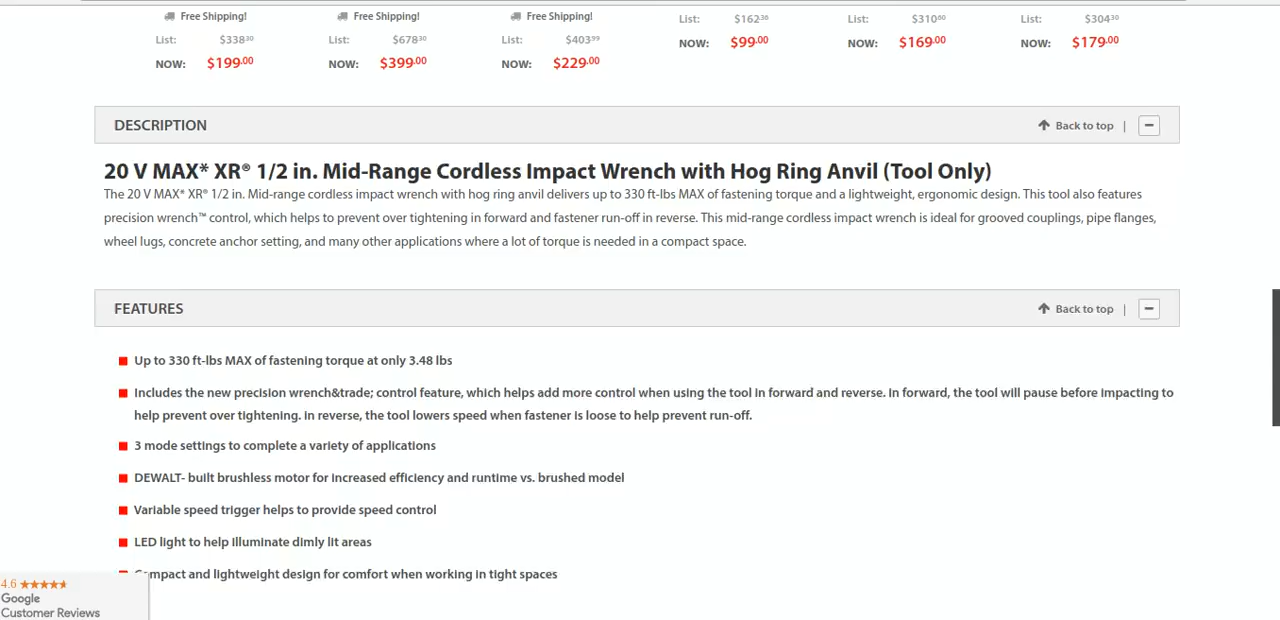 Free Shipping! Free Shipping! Free Shipping!
List: $162.36 List: $310.60 List: $304.30
List: $338.30 List: $678.30 List: $403.99
NOW: $99.00 NOW: $169.00 NOW: $179.00
NOW: $199.00 NOW: $399.00 NOW: $229.00
DESCRIPTION Back to top |
20 V MAX* XR® 1/2 in. Mid-Range Cordless Impact Wrench with Hog Ring Anvil (Tool Only)
The 20 V MAX* XR® 1/2 in. Mid-range cordless impact wrench with hog ring anvil delivers up to 330 ft-lbs MAX of fastening torque and a lightweight, ergonomic design. This tool also features
precision wrench™ control, which helps to prevent over tightening in forward and fastener run-off in reverse. This mid-range cordless impact wrench is ideal for grooved couplings, pipe flanges,
wheel lugs, concrete anchor setting, and many other applications where a lot of torque is needed in a compact space.
FEATURES Back to top |
Up to 330 ft-lbs MAX of fastening torque at only 3.48 lbs
Includes the new precision wrench&trade; control feature, which helps add more control when using the tool in forward and reverse. In forward, the tool will pause before impacting to
help prevent over tightening. in reverse, the tool lowers speed when fastener is loose to help prevent run-off.
3 mode settings to complete a variety of applications
DEWALT- built brushless motor for increased efficiency and runtime vs. brushed model
Variable speed trigger helps to provide speed control
LED light to help illuminate dimly lit areas
Compact and lightweight design for comfort when working in tight spaces
4.6
Google
Customer Reviews